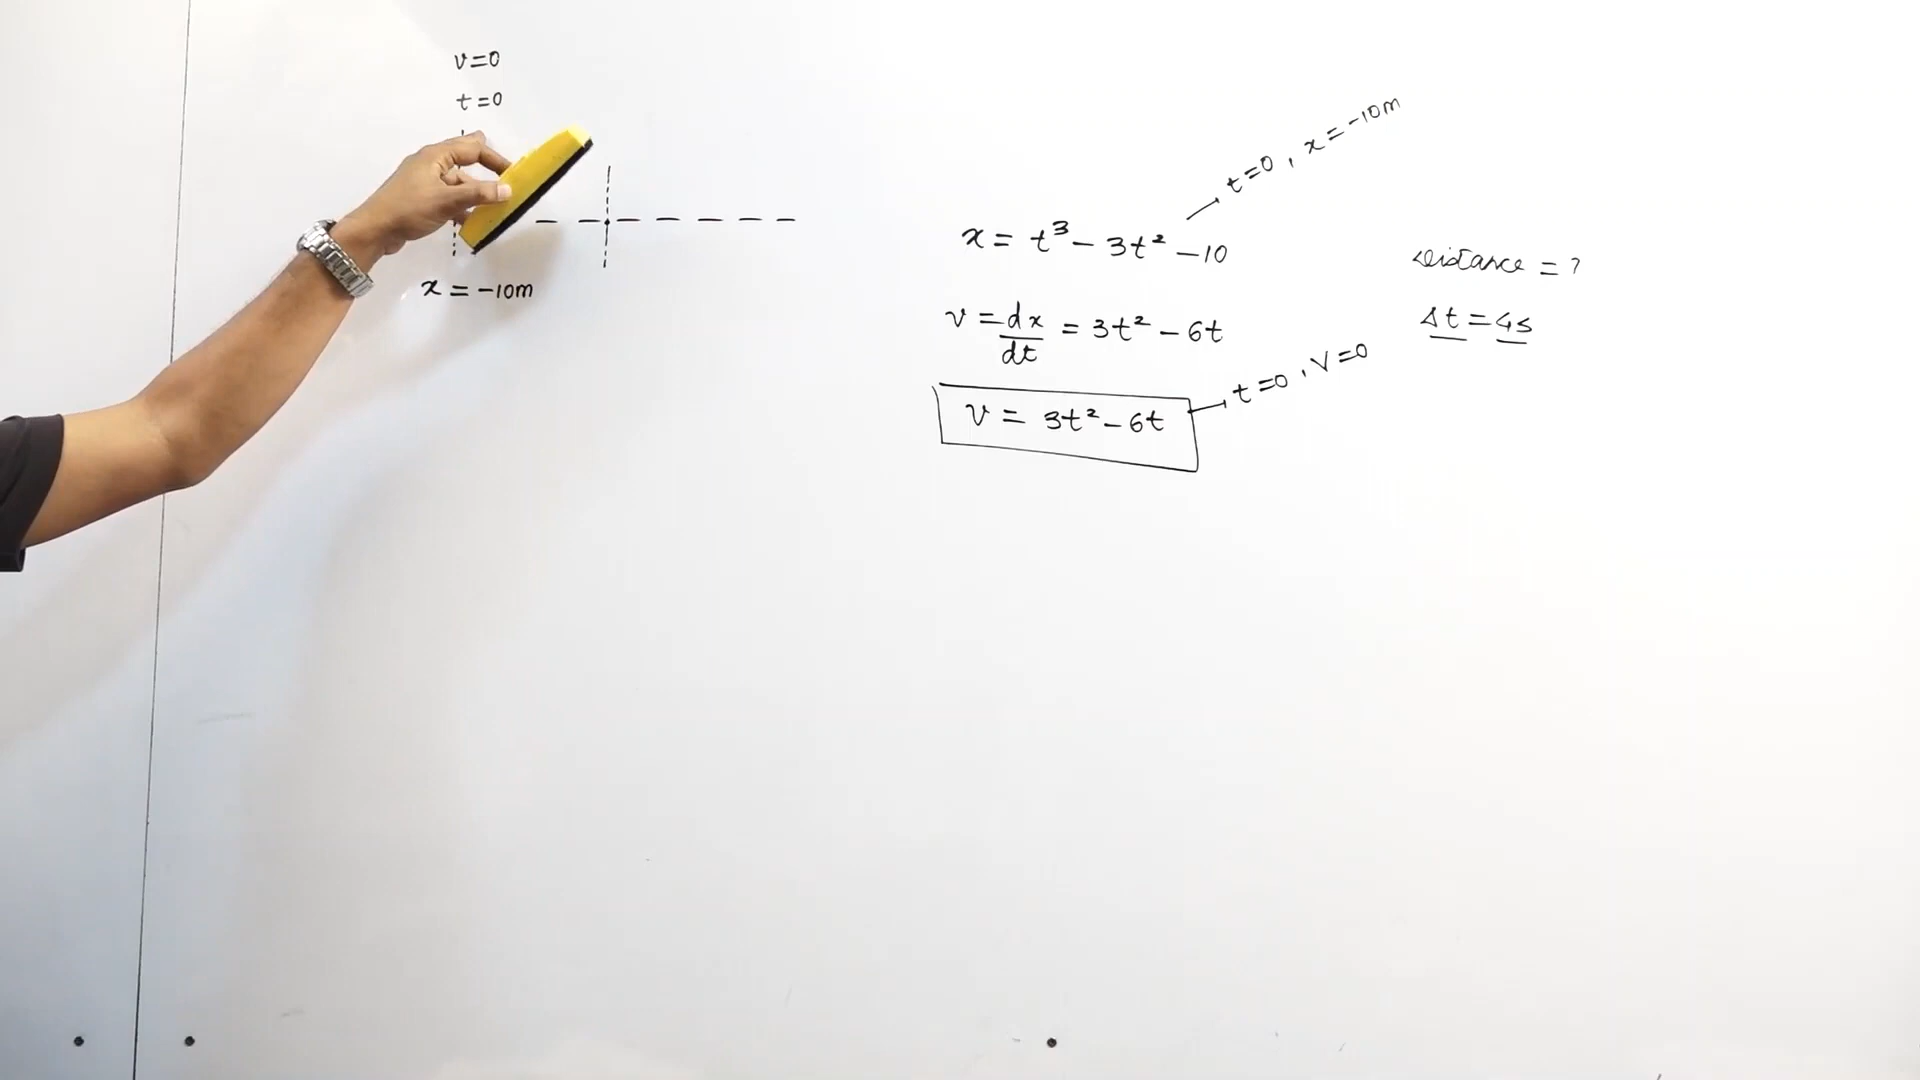 v=0
t=0
x = -10m
t=0, x = -10m
x = t³ - 3t² - 10
v = dx/dt = 3t² - 6t
v = 3t² - 6t
t=0, V=0
distance = ?
Δt = 4s